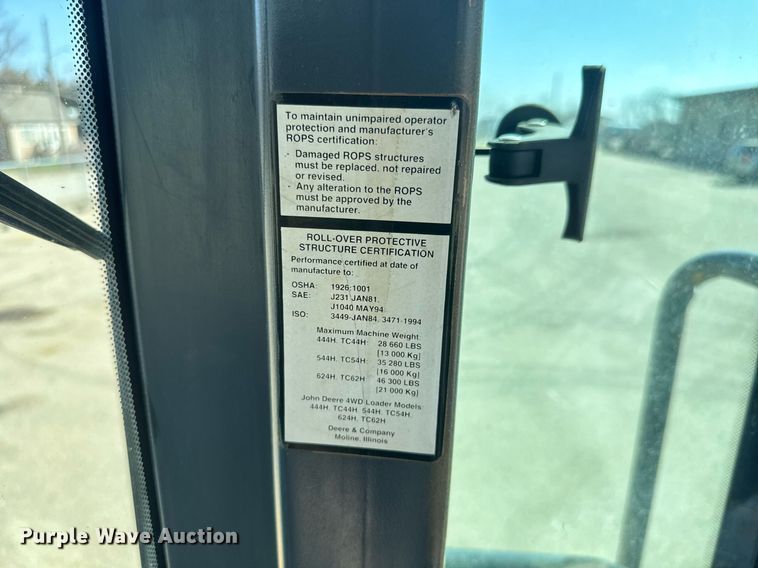 To maintain unimpaired operator
protection and manufacturer's
ROPS certification:
- Damaged ROPS structures
must be replaced, not repaired
or revised.
- Any alteration to the ROPS
must be approved by the
manufacturer.
ROLL-OVER PROTECTIVE
STRUCTURE CERTIFICATION
Performance certified at date of
manufacture to:
OSHA: 1926.1001
SAE: J231 JAN81,
J1040 MAY94
ISO: 3449-JAN84, 3471-1994
Maximum Machine Weight:
444H, TC44H: 28 660 LBS
[13 000 Kg]
544H, TC54H: 35 280 LBS
[16 000 Kg]
624H, TC62H: 46 300 LBS
[21 000 Kg]
John Deere 4WD Loader Models:
444H, TC44H, 544H, TC54H,
624H, TC62H
Deere & Company
Moline, Illinois
Purple Wave Auction